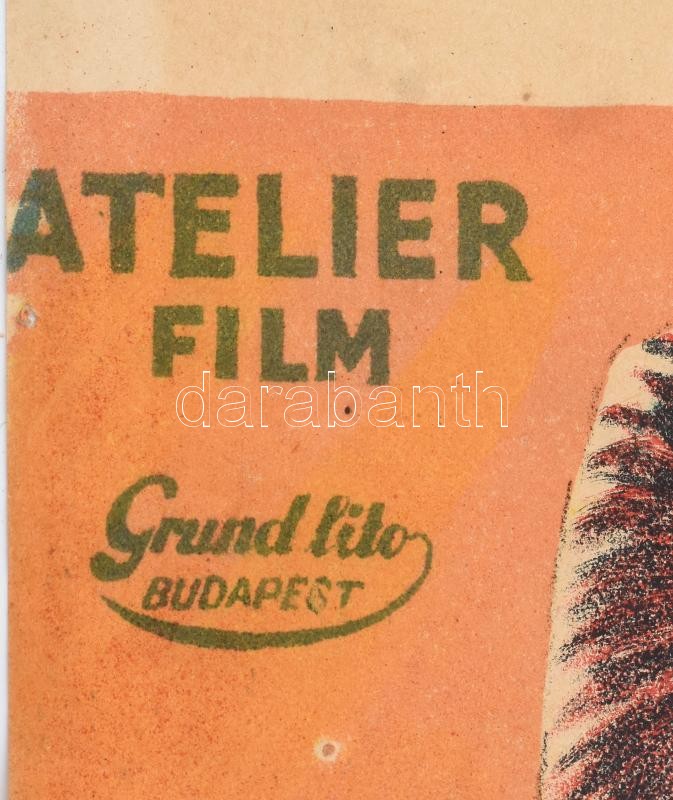 ATELIER
FILM
darabanth
Grund lito
BUDAPEST